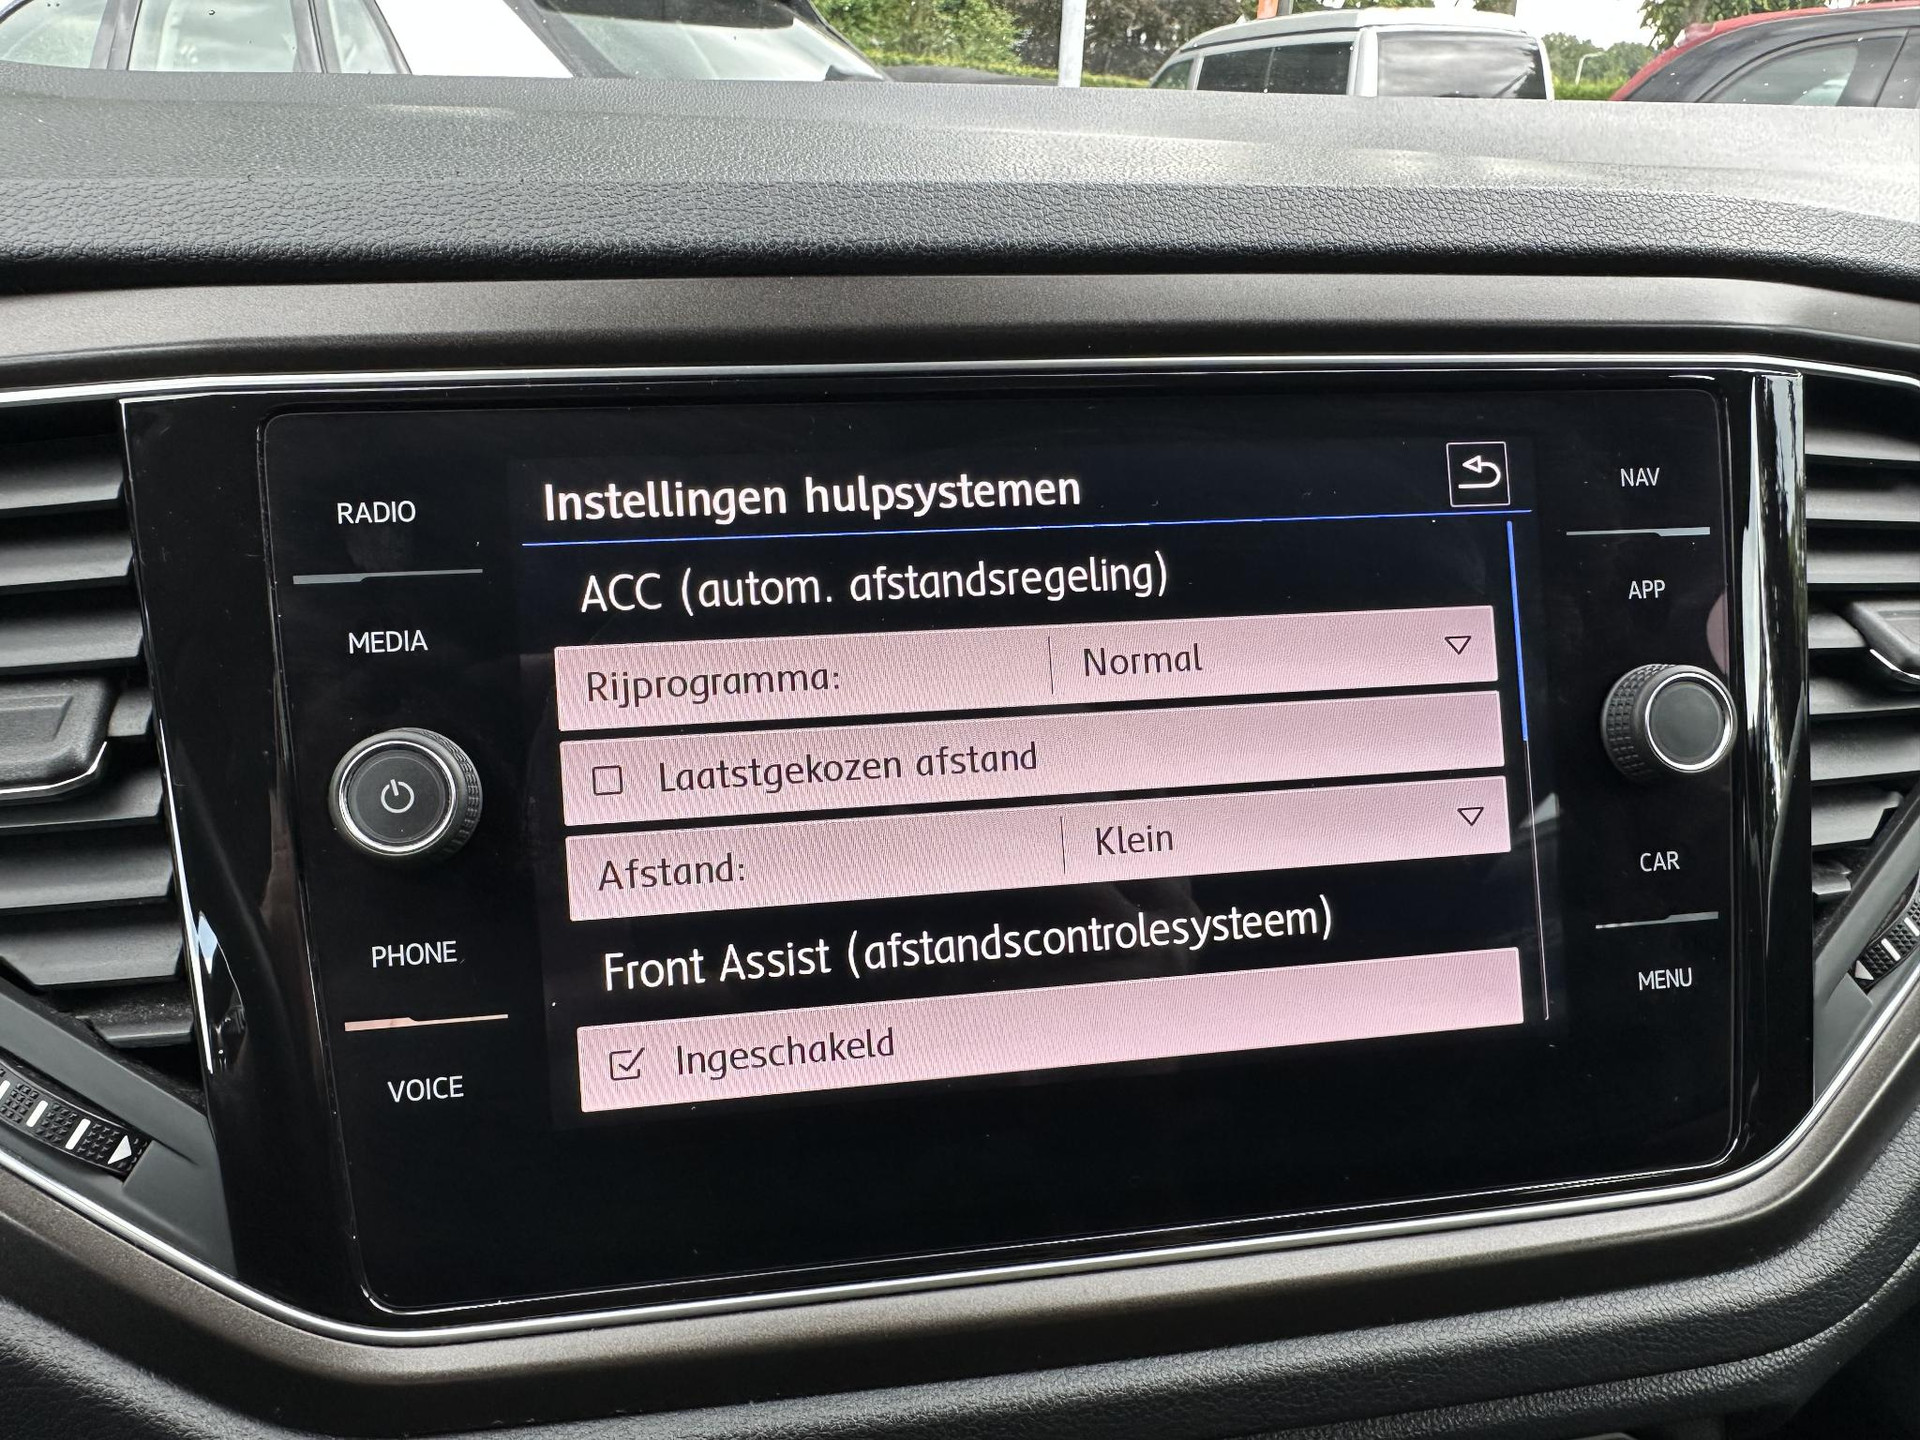 RADIO
MEDIA
PHONE
VOICE
Instellingen hulpsystemen
ACC (autom. afstandsregeling)
Rijprogramma: Normal
Laatstgekozen afstand
Afstand: Klein
Front Assist (afstandscontrolesysteem)
Ingeschakeld
NAV
APP
CAR
MENU